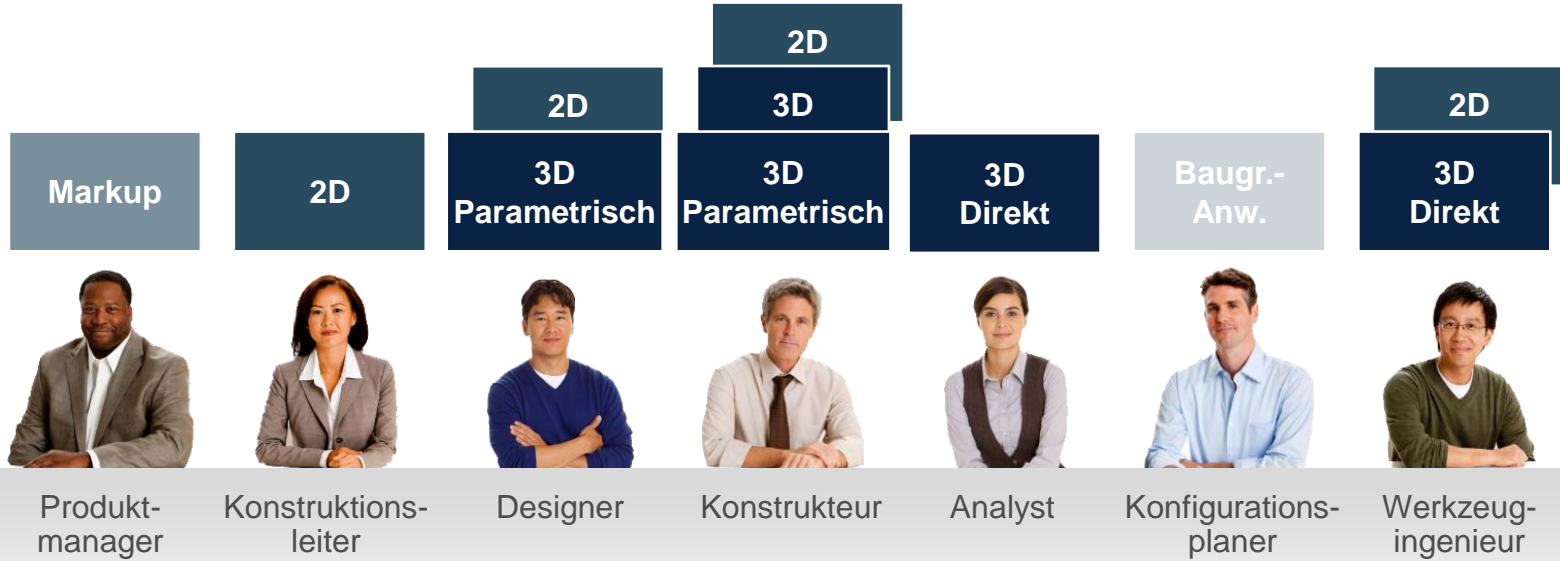 2D
2D
3D
2D
Markup
2D
3D
Parametrisch
3D
Parametrisch
3D
Direkt
Baugr.-
Anw.
3D
Direkt
Produkt-
manager
Konstruktions-
leiter
Designer
Konstrukteur
Analyst
Konfigurations-
planer
Werkzeug-
ingenieur